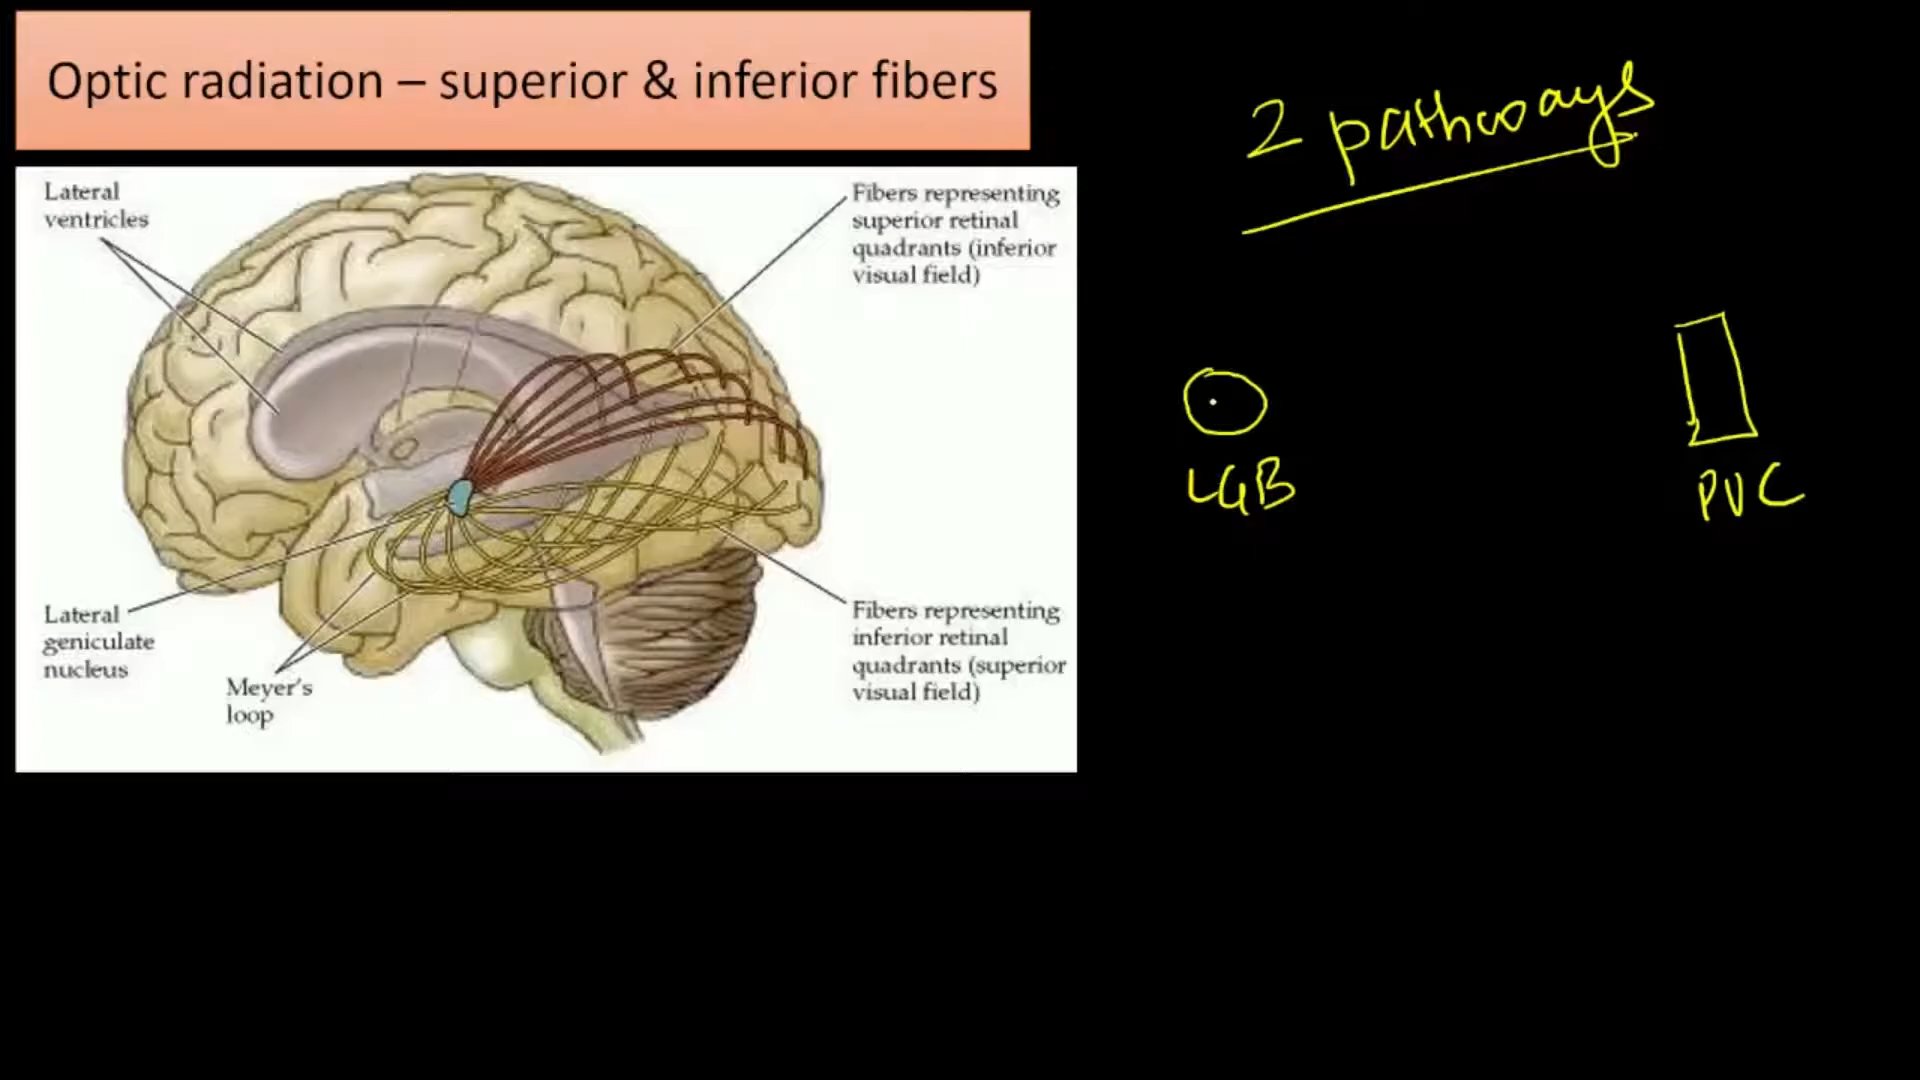 Optic radiation – superior & inferior fibers
2 pathways
Lateral
ventricles
Fibers representing
superior retinal
quadrants (inferior
visual field)
LGB
PVC
Lateral
geniculate
nucleus
Meyer's
loop
Fibers representing
inferior retinal
quadrants (superior
visual field)